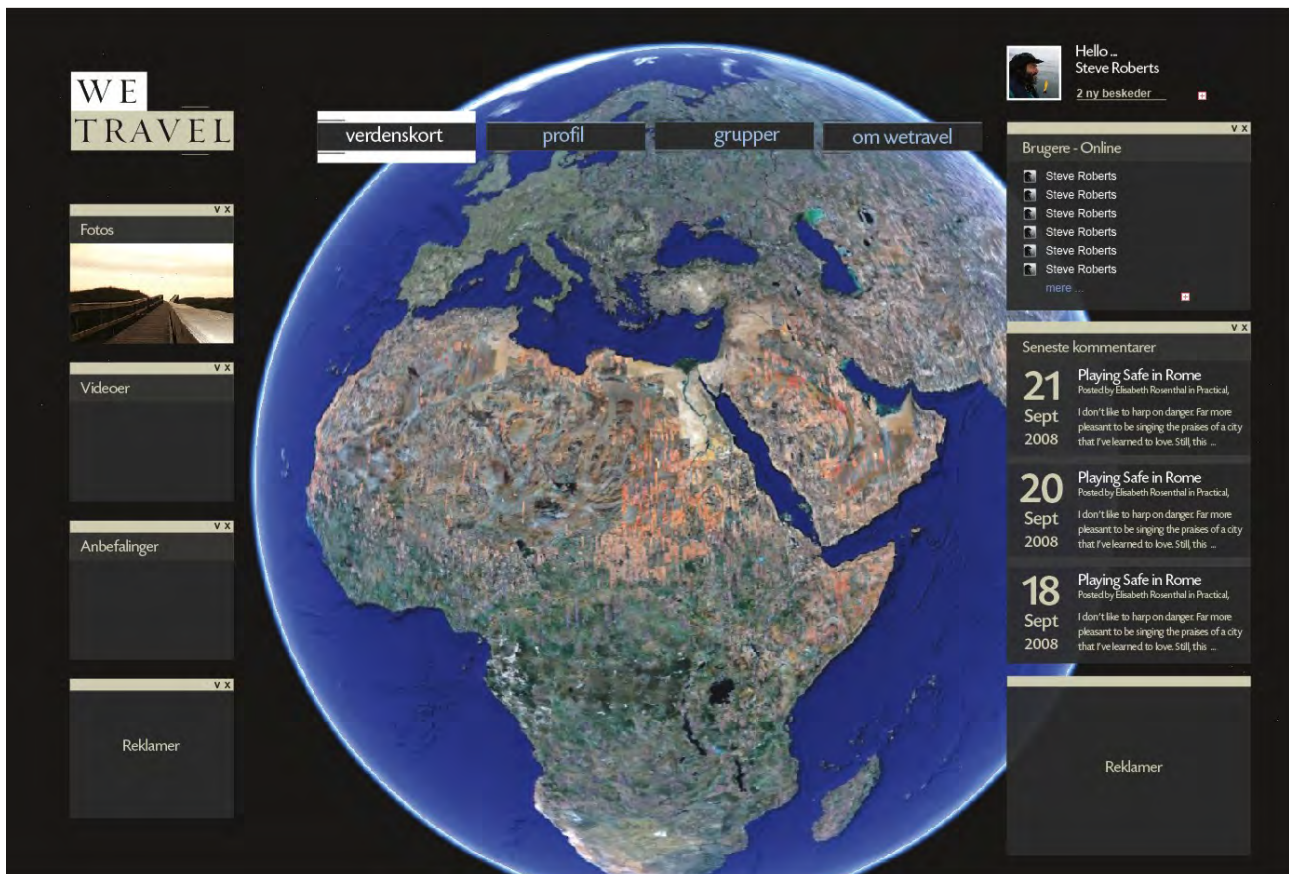 WE
TRAVEL
verdenskort
profil
grupper
om wetravel
Hello ...
Steve Roberts
2 ny beskeder
V X
Fotos
V X
Videoer
V X
Anbefalinger
V X
Reklamer
V X
Brugere - Online
Steve Roberts
Steve Roberts
Steve Roberts
Steve Roberts
Steve Roberts
Steve Roberts
mere ...
V X
Seneste kommentarer
21
Sept
2008
Playing Safe in Rome
Posted by Elisabeth Rosenthal in Practical,
I don't like to harp on danger. Far more
pleasant to be singing the praises of a city
that I've learned to love. Still, this ...
20
Sept
2008
Playing Safe in Rome
Posted by Elisabeth Rosenthal in Practical,
I don't like to harp on danger. Far more
pleasant to be singing the praises of a city
that I've learned to love. Still, this ...
18
Sept
2008
Playing Safe in Rome
Posted by Elisabeth Rosenthal in Practical,
I don't like to harp on danger. Far more
pleasant to be singing the praises of a city
that I've learned to love. Still, this ...
Reklamer